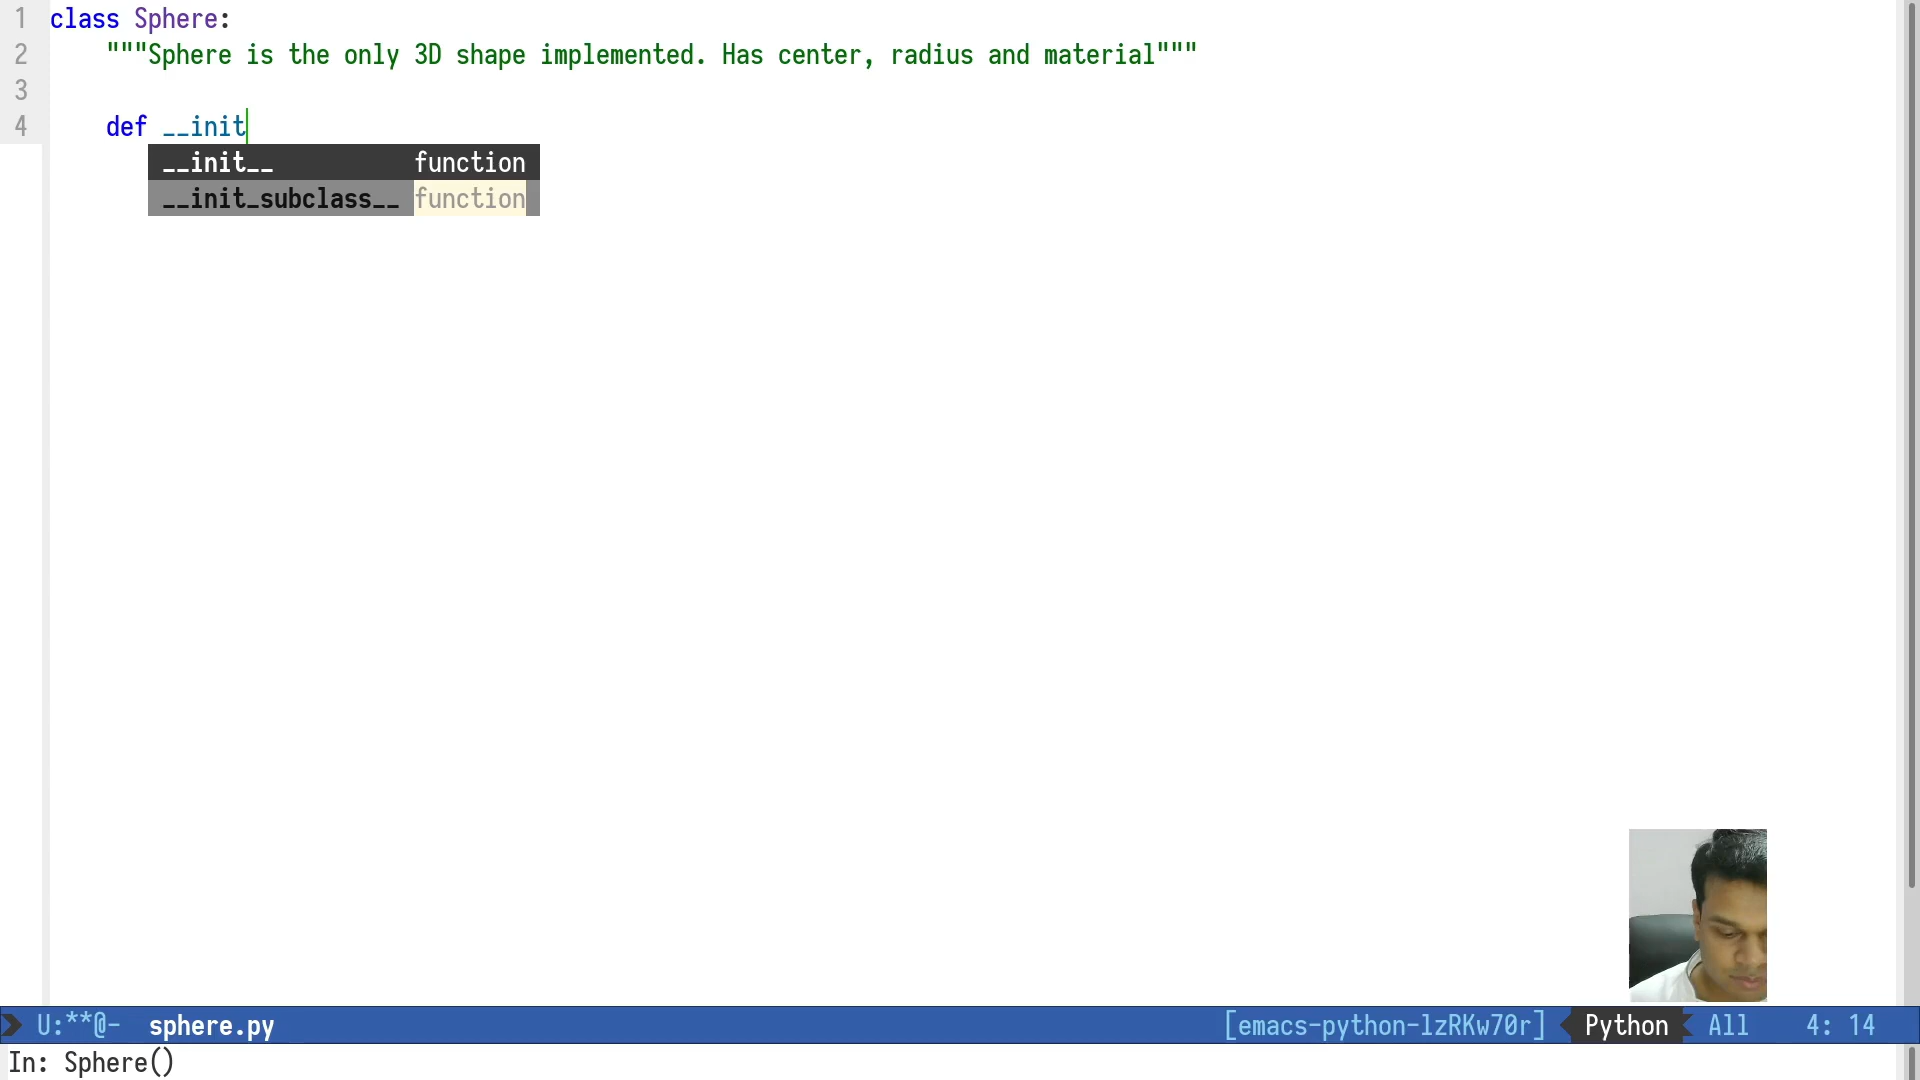 1 class Sphere:
2 """Sphere is the only 3D shape implemented. Has center, radius and material"""
3
4 def __init
__init__ function
__init_subclass__ function
U:**@- sphere.py [emacs-python-lzRKw70r] Python All 4: 14
In: Sphere()